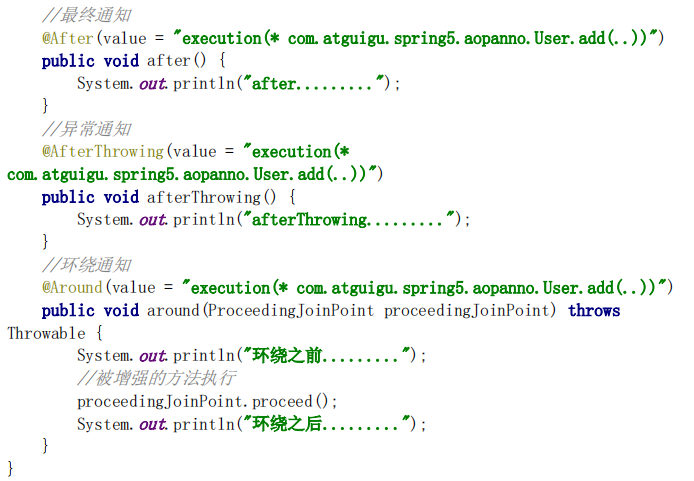 //最终通知
@After(value = "execution(* com.atguigu.spring5.aopanno.User.add(..))")
public void after() {
System.out.println("after.........");
}
//异常通知
@AfterThrowing(value = "execution(*
com.atguigu.spring5.aopanno.User.add(..))")
public void afterThrowing() {
System.out.println("afterThrowing.........");
}
//环绕通知
@Around(value = "execution(* com.atguigu.spring5.aopanno.User.add(..))")
public void around(ProceedingJoinPoint proceedingJoinPoint) throws
Throwable {
System.out.println("环绕之前.........");
//被增强的方法执行
proceedingJoinPoint.proceed();
System.out.println("环绕之后.........");
}
}